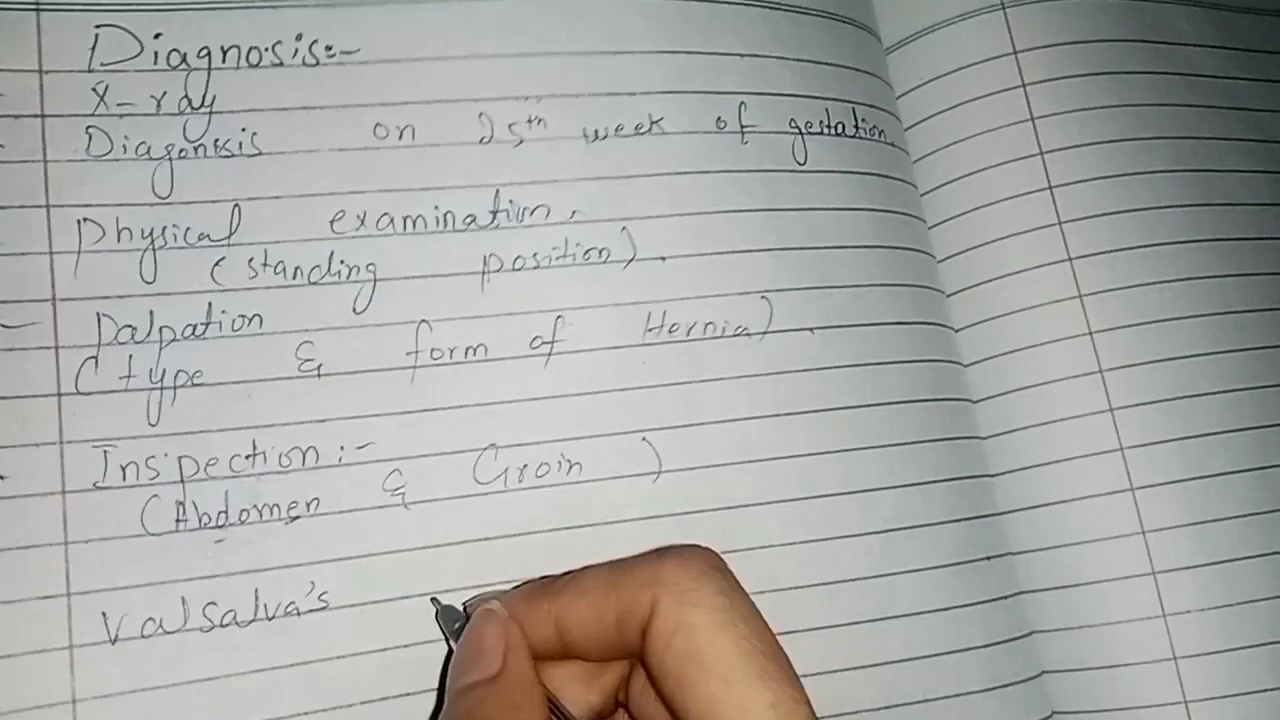 Diagnosis:-
X-ray
Diagonsis on 25th week of gestation.
Physical examination.
(standing position).
Palpation
(type & form of Hernia).
Inspection:-
(Abdomen & Groin)
Valsalva's